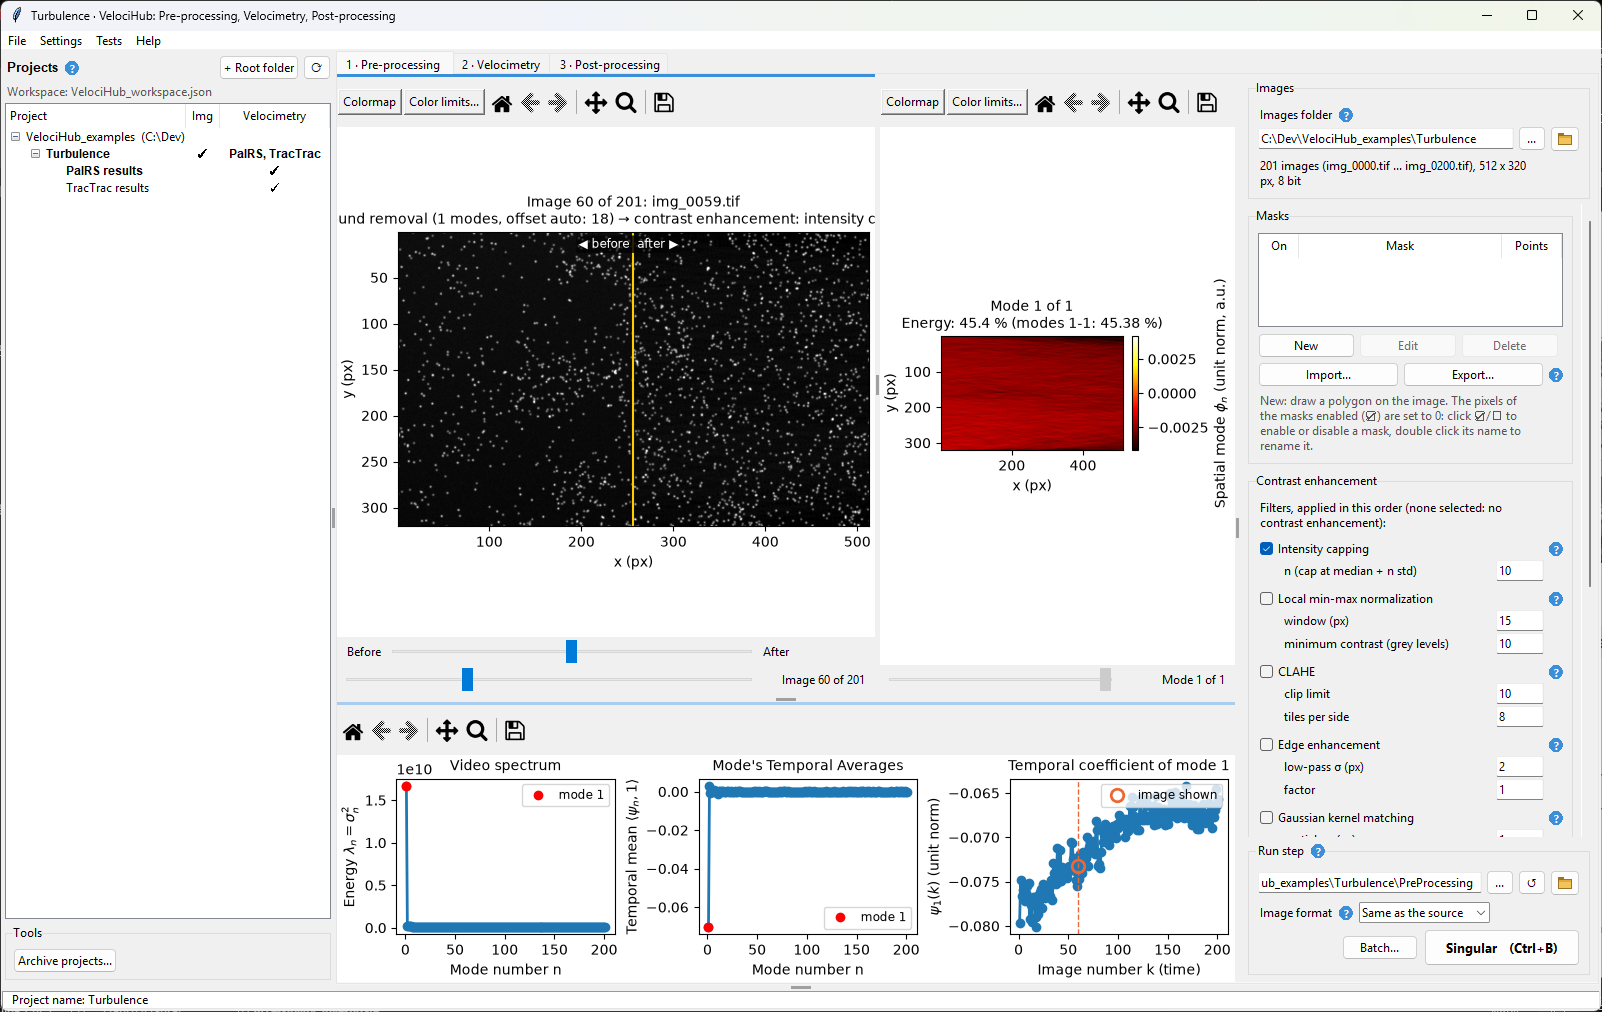 Turbulence · VelociHub: Pre-processing, Velocimetry, Post-processing
File Settings Tests Help
Projects ?
+ Root folder
Workspace: VelociHub_workspace.json
Project Img Velocimetry
VelociHub_examples (C:\Dev)
Turbulence ✓ PaIRS, TracTrac
PaIRS results ✓
TracTrac results ✓
Tools
Archive projects...
1 · Pre-processing 2 · Velocimetry 3 · Post-processing
Colormap Color limits...
Image 60 of 201: img_0059.tif
und removal (1 modes, offset auto: 18) → contrast enhancement: intensity c
◀ before after ▶
50
100
150
200
250
300
y (px)
100 200 300 400 500
x (px)
Before After
Image 60 of 201
Colormap Color limits...
Mode 1 of 1
Energy: 45.4 % (modes 1-1: 45.38 %)
100
200
300
y (px)
200 400
x (px)
0.0025
0.0000
−0.0025
Spatial mode ϕn (unit norm, a.u.)
Mode 1 of 1
Video spectrum
1e10
mode 1
1.5
1.0
0.5
0.0
Energy λn = σn²
0 50 100 150 200
Mode number n
Mode's Temporal Averages
0.00
−0.02
−0.04
−0.06
Temporal mean ⟨ψn, 1⟩
mode 1
0 50 100 150 200
Mode number n
Temporal coefficient of mode 1
image shown
−0.065
−0.070
−0.075
−0.080
ψ1(k) (unit norm)
0 50 100 150 200
Image number k (time)
Images
Images folder ?
C:\Dev\VelociHub_examples\Turbulence ...
201 images (img_0000.tif ... img_0200.tif), 512 x 320
px, 8 bit
Masks
On Mask Points
New Edit Delete
Import... Export... ?
New: draw a polygon on the image. The pixels of
the masks enabled (☑) are set to 0: click ☑/☐ to
enable or disable a mask, double click its name to
rename it.
Contrast enhancement
Filters, applied in this order (none selected: no
contrast enhancement):
Intensity capping ?
n (cap at median + n std) 10
Local min-max normalization ?
window (px) 15
minimum contrast (grey levels) 10
CLAHE ?
clip limit 10
tiles per side 8
Edge enhancement ?
low-pass σ (px) 2
factor 1
Gaussian kernel matching ?
Run step ?
ub_examples\Turbulence\PreProcessing ... ↺
Image format ? Same as the source
Batch... Singular (Ctrl+B)
Project name: Turbulence